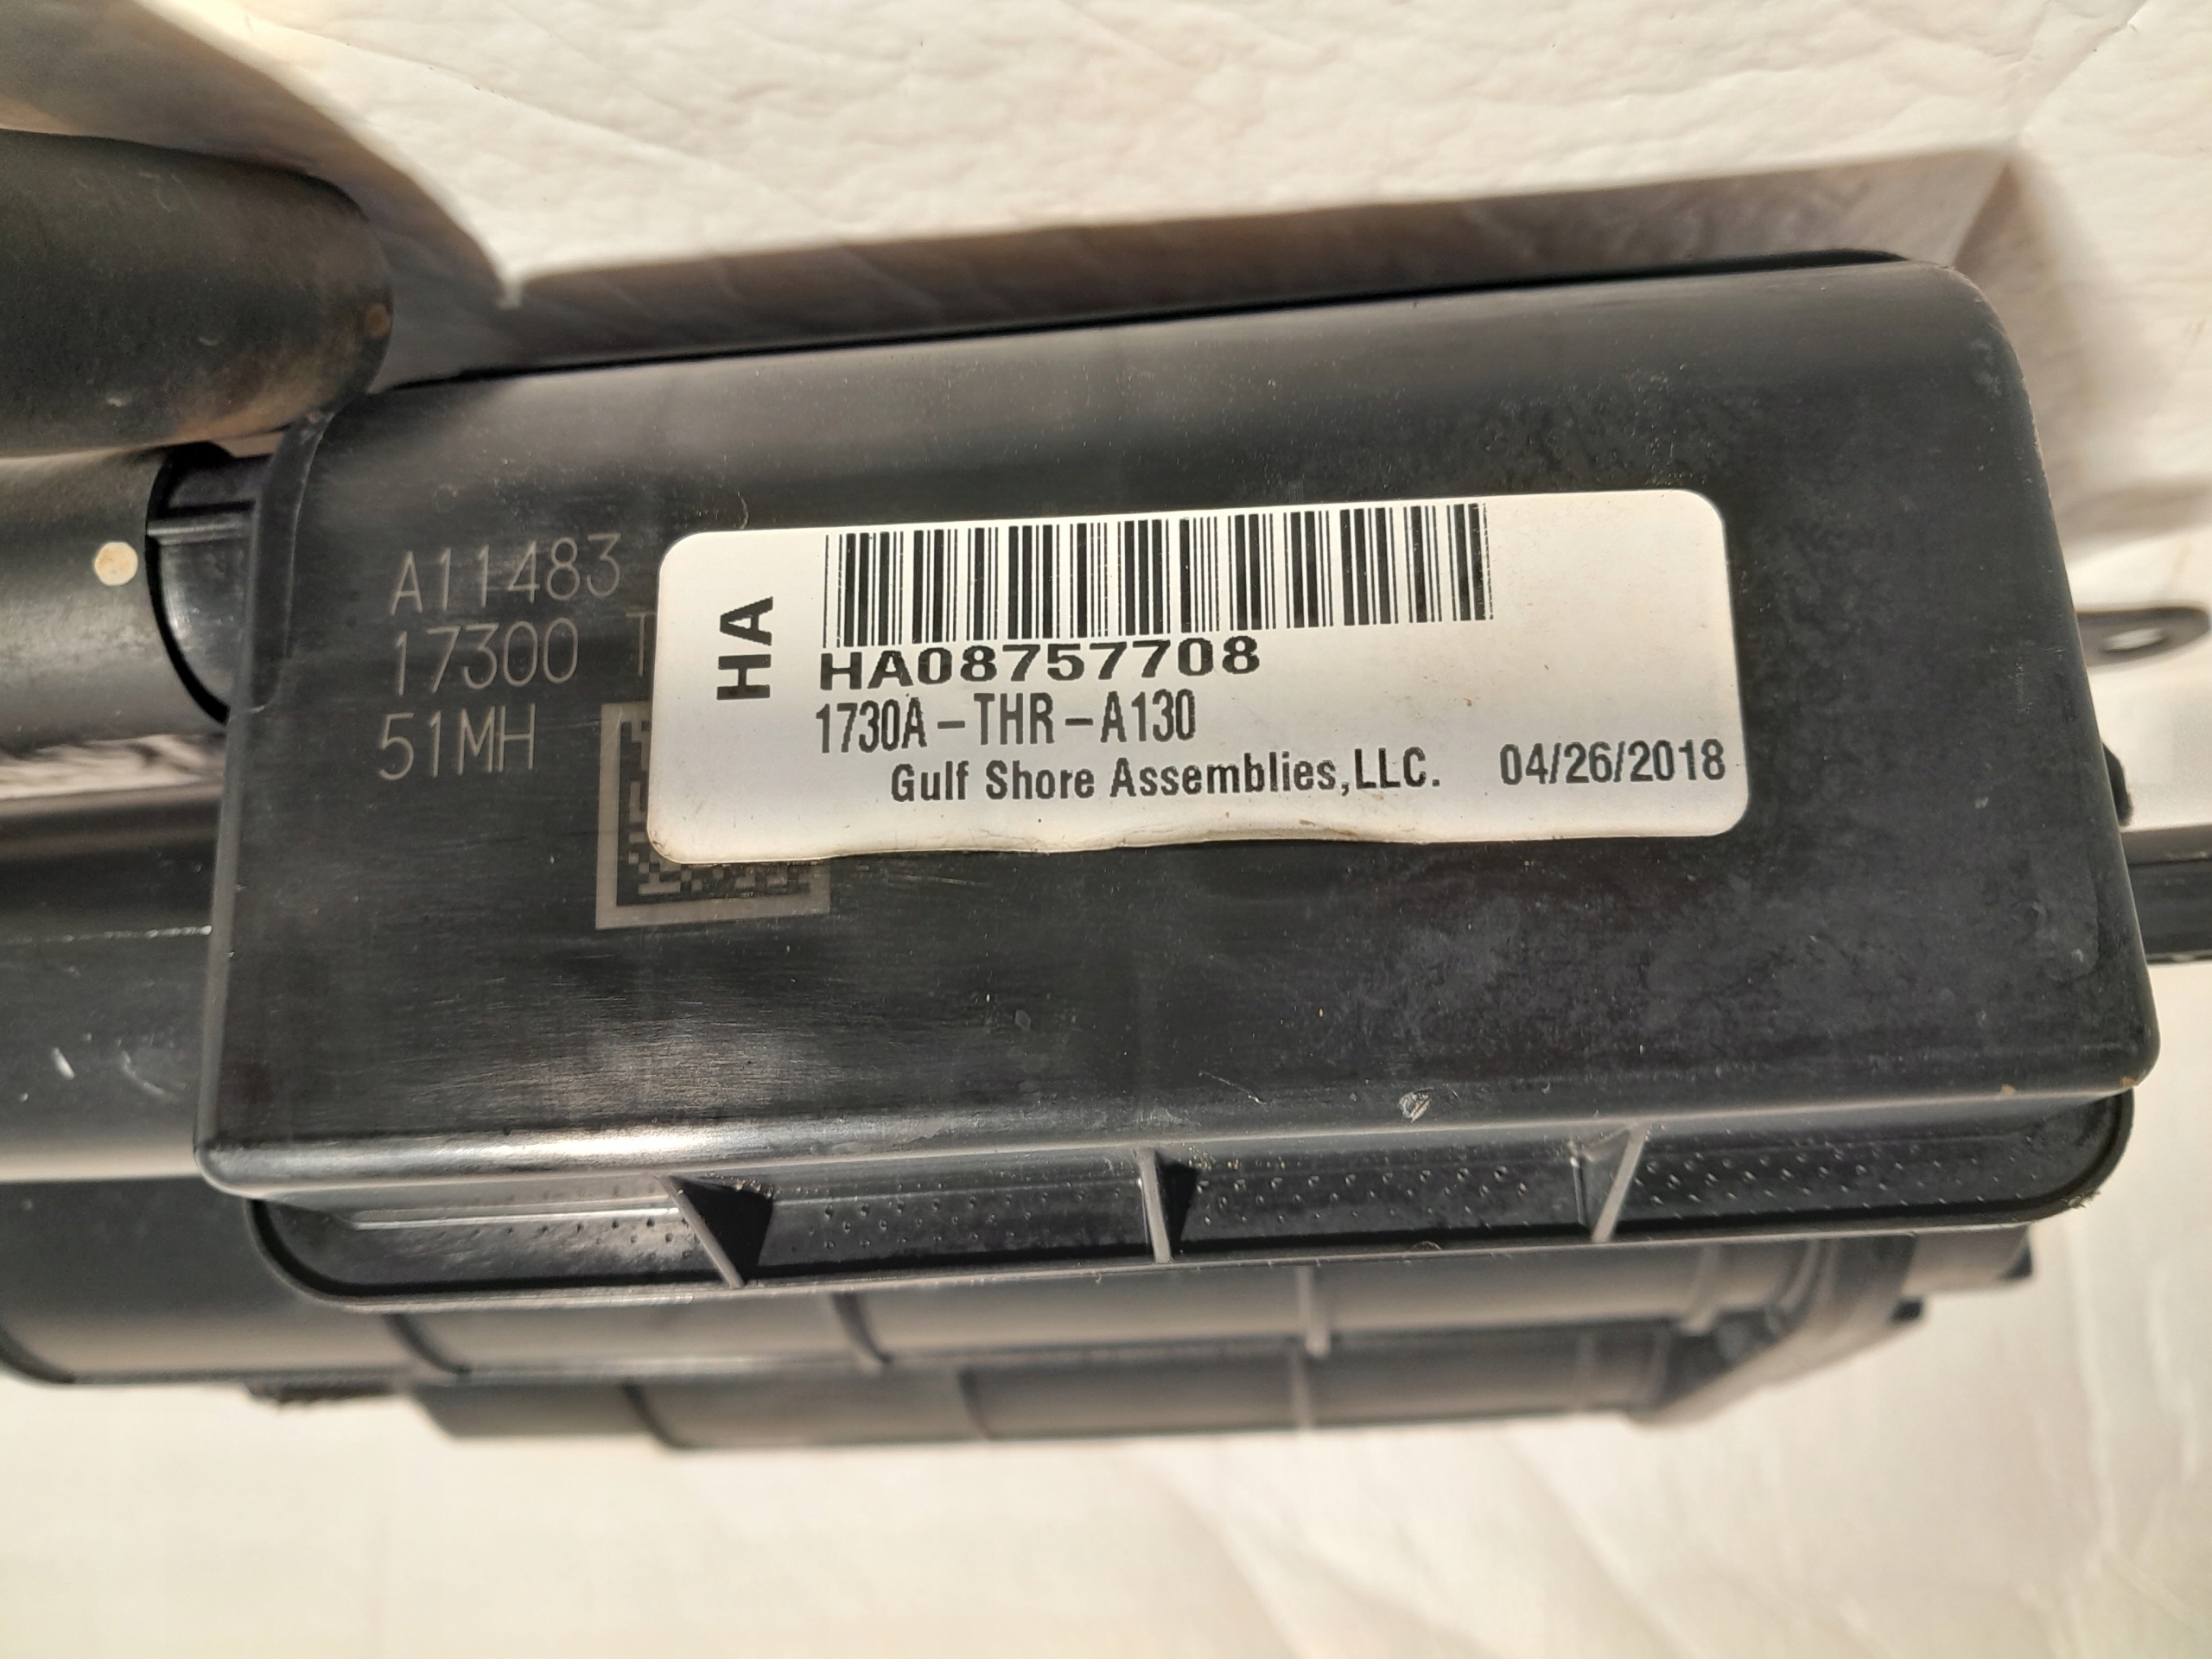 A11483
17300 T
51MH
HA
HA08757708
1730A-THR-A130
Gulf Shore Assemblies,LLC. 04/26/2018